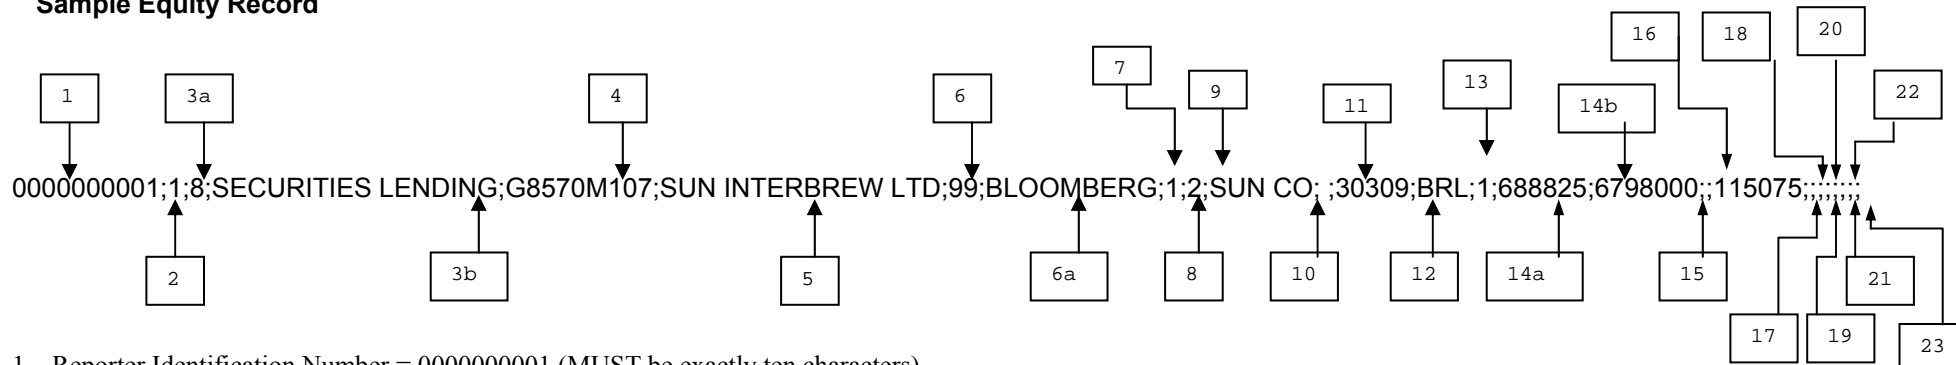 Sample Equity Record
16 18 20
7 13
1 3a 4 6 9 11 14b 22
0000000001;1;8;SECURITIES LENDING;G8570M107;SUN INTERBREW LTD;99;BLOOMBERG;1;2;SUN CO; ;30309;BRL;1;688825;6798000;;115075;;;;;;;
2 3b 5 6a 8 10 12 14a 15 21
17 19 23
1 Reporter Identification Number = 0000000001 (MUST be exactly ten characters)